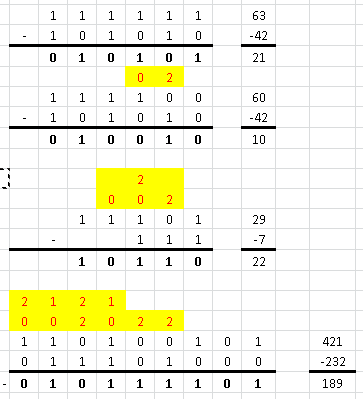 1 1 1 1 1 1 63
- 1 0 1 0 1 0 -42
0 1 0 1 0 1 21
0 2
1 1 1 1 0 0 60
- 1 0 1 0 1 0 -42
0 1 0 0 1 0 10
2
0 0 2
1 1 1 0 1 29
- 1 1 1 -7
1 0 1 1 0 22
2 1 2 1
0 0 2 0 2 2
1 1 0 1 0 0 1 0 1 421
0 1 1 1 0 1 0 0 0 -232
- 0 1 0 1 1 1 1 0 1 189